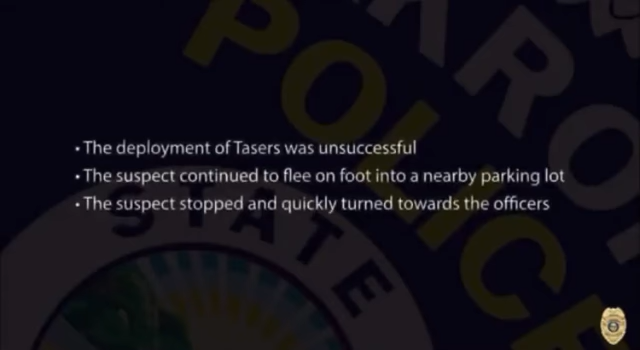 • The deployment of Tasers was unsuccessful
• The suspect continued to flee on foot into a nearby parking lot
• The suspect stopped and quickly turned towards the officers
POLICE
STATE